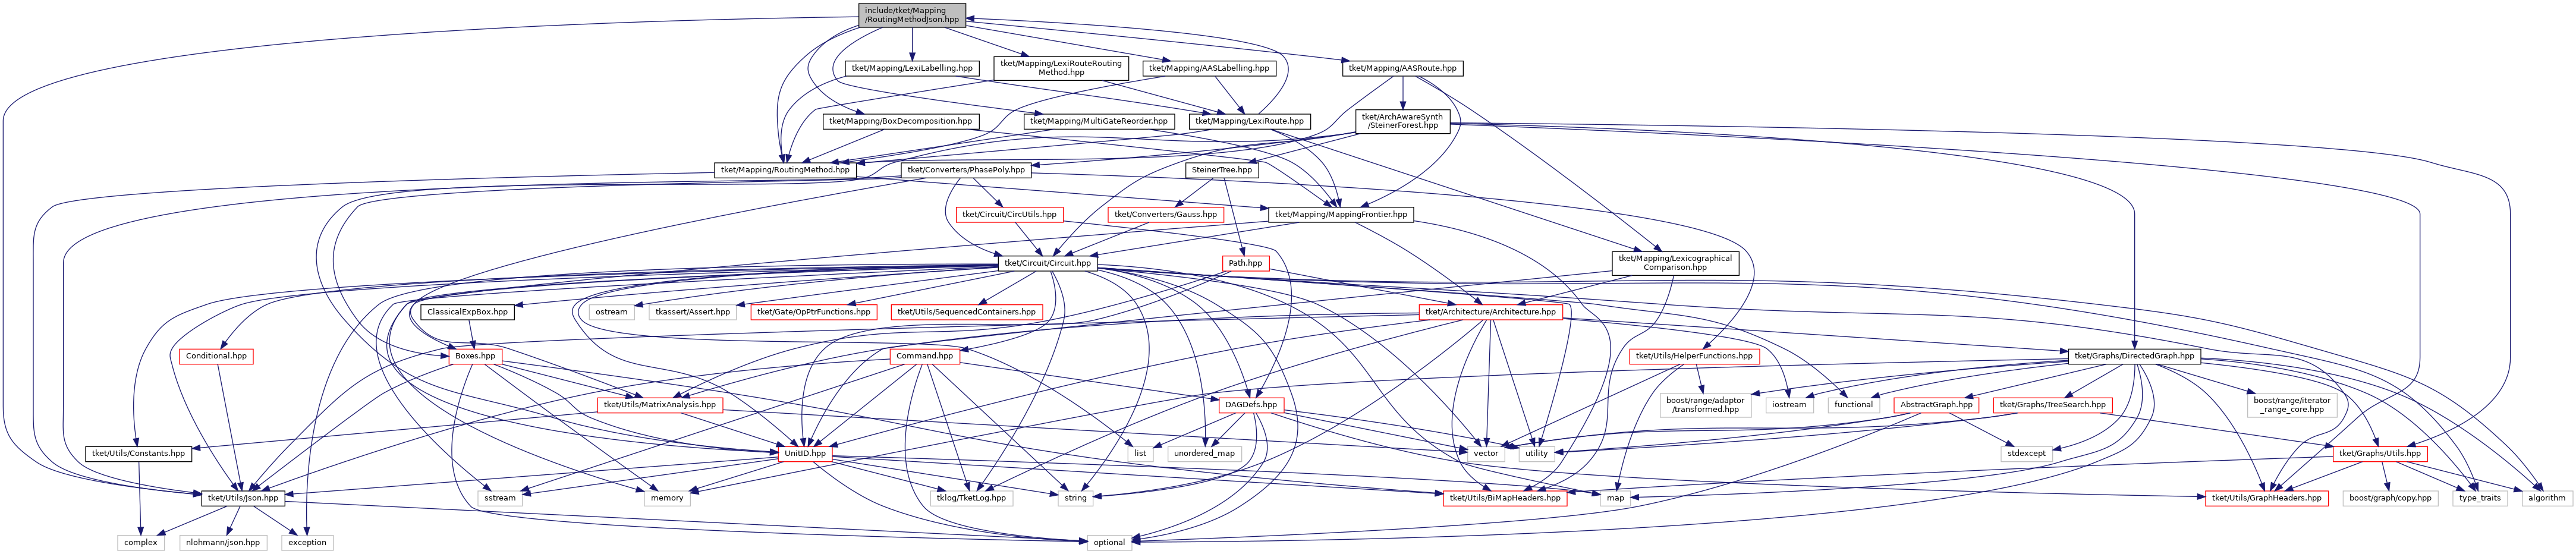 include/tket/Mapping
/RoutingMethodJson.hpp
tket/Mapping/LexiLabelling.hpp
tket/Mapping/LexiRouteRouting
Method.hpp
tket/Mapping/AASLabelling.hpp
tket/Mapping/AASRoute.hpp
tket/Mapping/BoxDecomposition.hpp
tket/Mapping/MultiGateReorder.hpp
tket/Mapping/LexiRoute.hpp
tket/ArchAwareSynth
/SteinerForest.hpp
tket/Mapping/RoutingMethod.hpp
tket/Converters/PhasePoly.hpp
SteinerTree.hpp
tket/Circuit/CircUtils.hpp
tket/Converters/Gauss.hpp
tket/Mapping/MappingFrontier.hpp
tket/Circuit/Circuit.hpp
Path.hpp
tket/Mapping/Lexicographical
Comparison.hpp
ClassicalExpBox.hpp
ostream
tkassert/Assert.hpp
tket/Gate/OpPtrFunctions.hpp
tket/Utils/SequencedContainers.hpp
tket/Architecture/Architecture.hpp
Conditional.hpp
Boxes.hpp
Command.hpp
tket/Utils/HelperFunctions.hpp
tket/Graphs/DirectedGraph.hpp
tket/Utils/MatrixAnalysis.hpp
DAGDefs.hpp
boost/range/adaptor
/transformed.hpp
iostream
functional
AbstractGraph.hpp
tket/Graphs/TreeSearch.hpp
boost/range/iterator
_range_core.hpp
tket/Utils/Constants.hpp
UnitID.hpp
list
unordered_map
vector
utility
stdexcept
tket/Graphs/Utils.hpp
tket/Utils/Json.hpp
sstream
memory
tklog/TketLog.hpp
string
tket/Utils/BiMapHeaders.hpp
map
tket/Utils/GraphHeaders.hpp
boost/graph/copy.hpp
type_traits
algorithm
complex
nlohmann/json.hpp
exception
optional